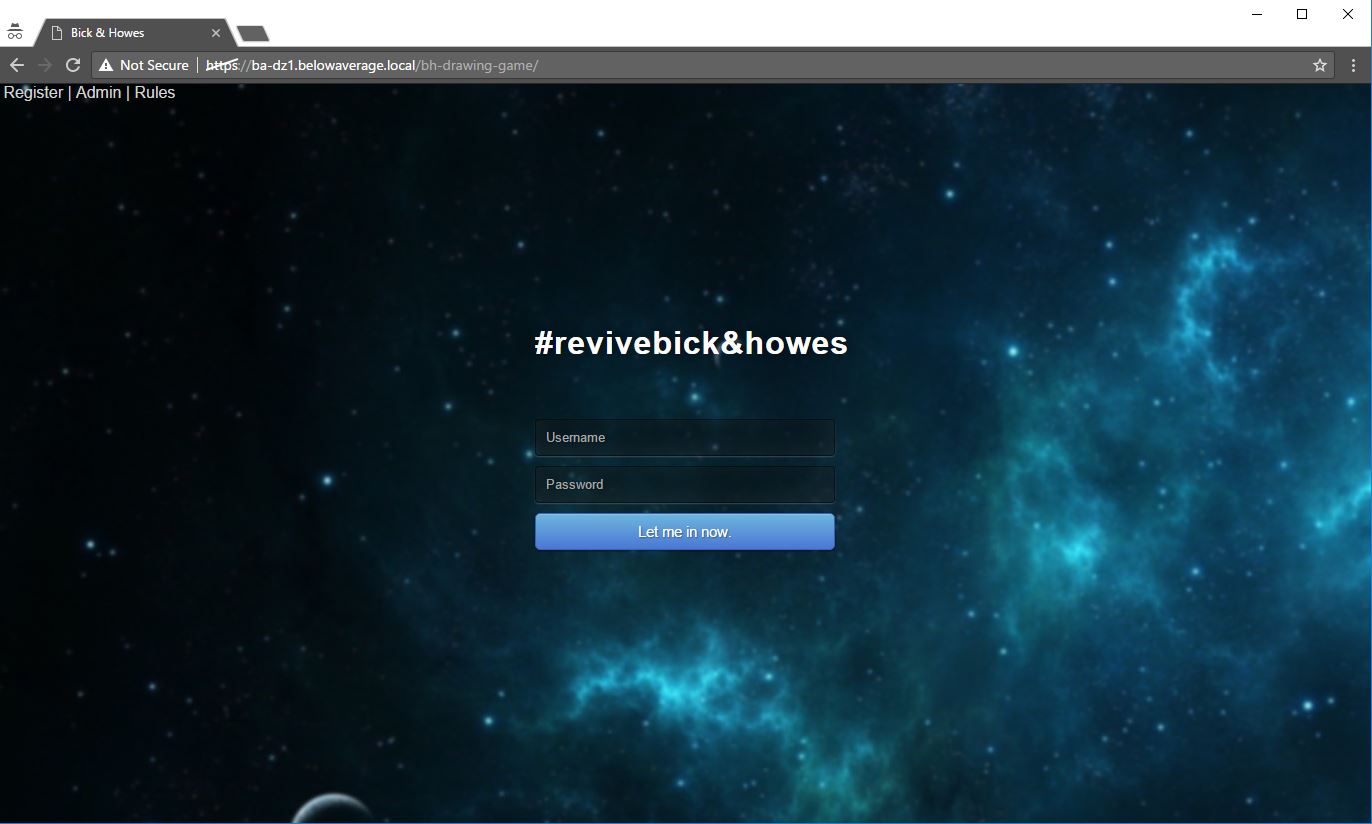 Bick & Howes
Not Secure | https://ba-dz1.belowaverage.local/bh-drawing-game/
Register | Admin | Rules
#revivebick&howes
Username
Password
Let me in now.